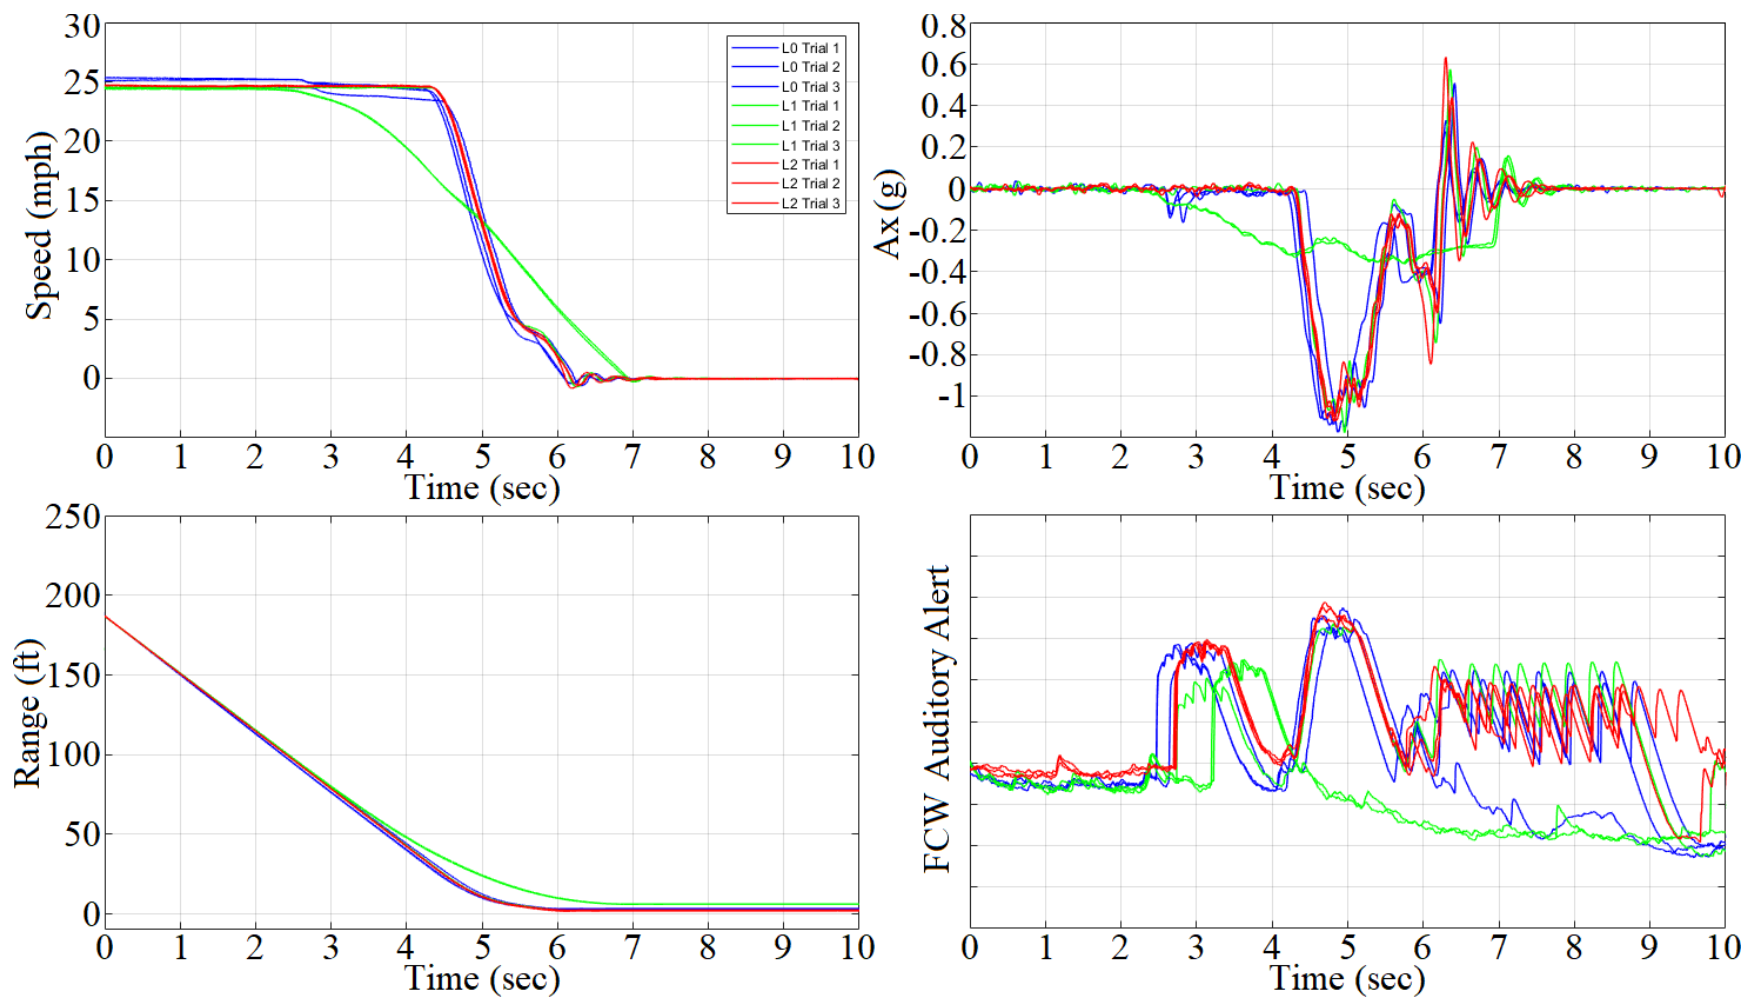 30
25
20
15
10
5
0
Speed (mph)
0 1 2 3 4 5 6 7 8 9 10
Time (sec)
L0 Trial 1
L0 Trial 2
L0 Trial 3
L1 Trial 1
L1 Trial 2
L1 Trial 3
L2 Trial 1
L2 Trial 2
L2 Trial 3
0.8
0.6
0.4
0.2
0
-0.2
-0.4
-0.6
-0.8
-1
Ax (g)
0 1 2 3 4 5 6 7 8 9 10
Time (sec)
250
200
150
100
50
0
Range (ft)
0 1 2 3 4 5 6 7 8 9 10
Time (sec)
FCW Auditory Alert
0 1 2 3 4 5 6 7 8 9 10
Time (sec)